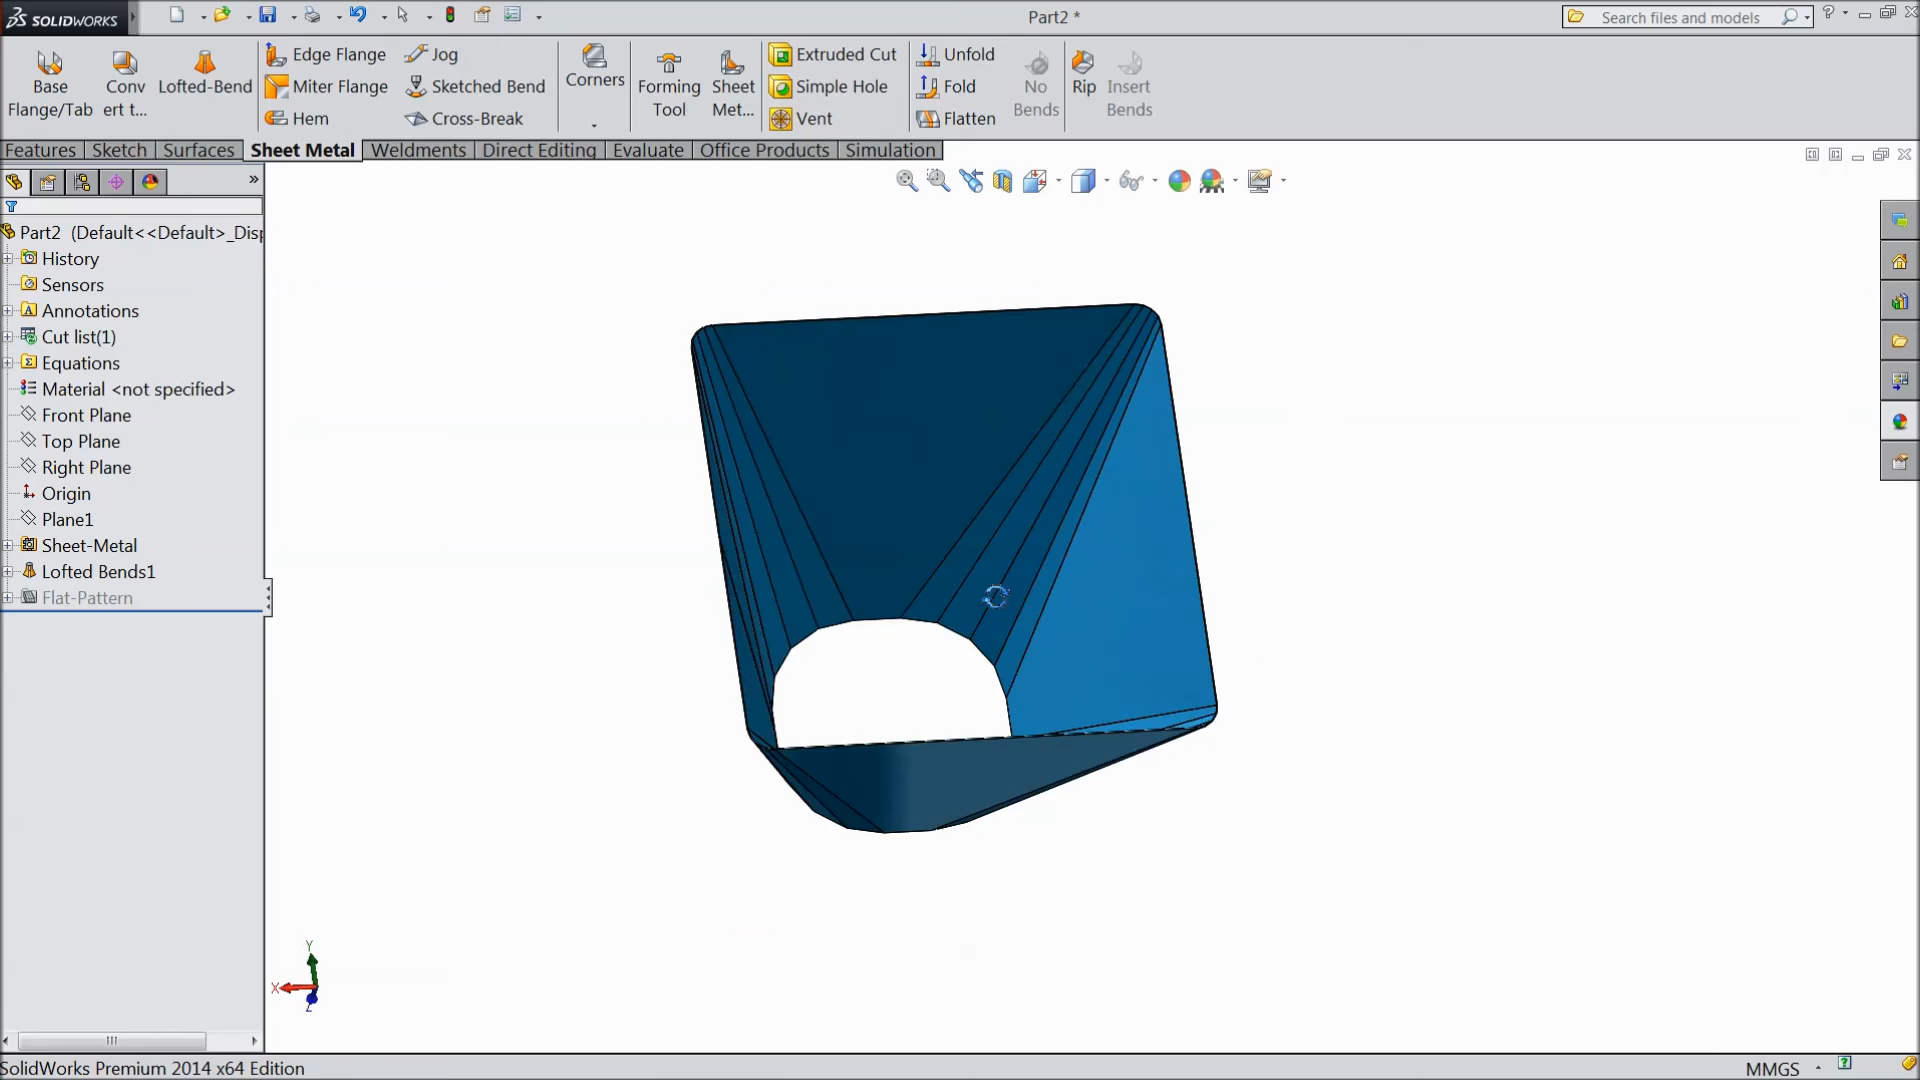 SOLIDWORKS
Part2 *
Search files and models
?
Base Flange/Tab
Conv ert t...
Lofted-Bend
Edge Flange
Miter Flange
Hem
Jog
Sketched Bend
Cross-Break
Corners
Forming Tool
Sheet Met...
Extruded Cut
Simple Hole
Vent
Unfold
Fold
Flatten
No Bends
Rip
Insert Bends
Features
Sketch
Surfaces
Sheet Metal
Weldments
Direct Editing
Evaluate
Office Products
Simulation
Part2 (Default<<Default>_Disp
History
Sensors
Annotations
Cut list(1)
Equations
Material <not specified>
Front Plane
Top Plane
Right Plane
Origin
Plane1
Sheet-Metal
Lofted Bends1
Flat-Pattern
Y
X
Z
SolidWorks Premium 2014 x64 Edition
MMGS